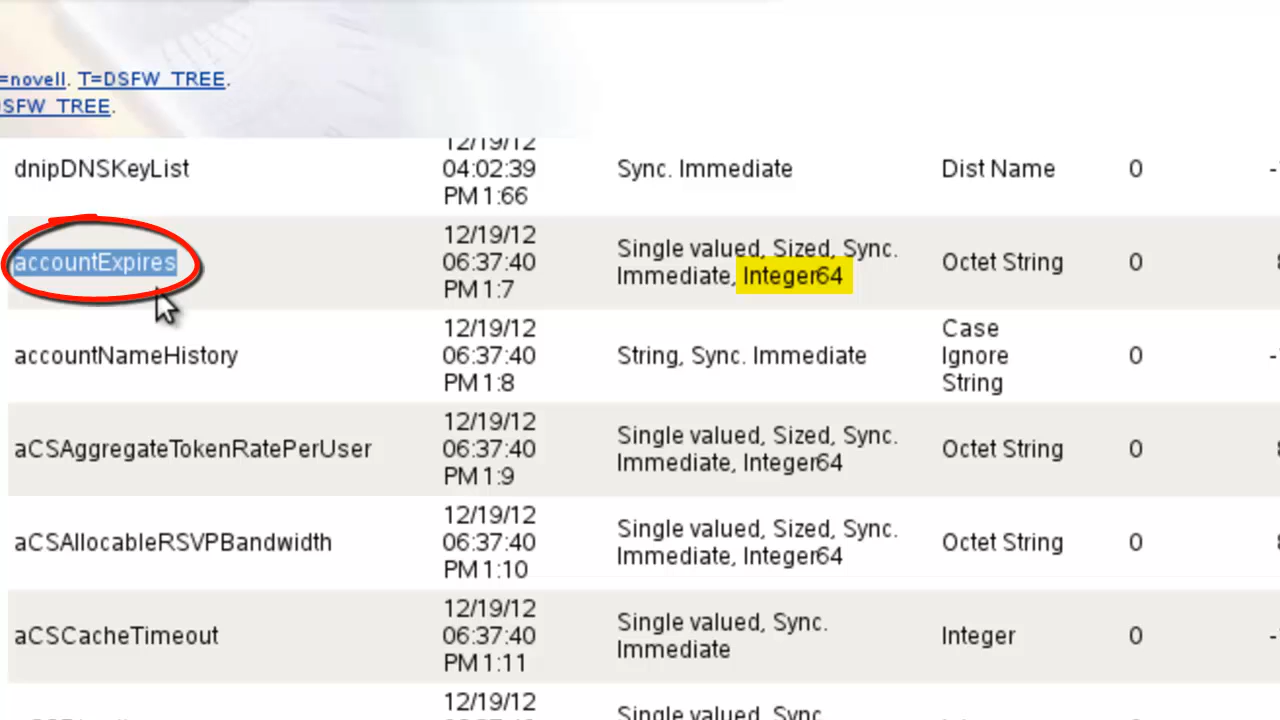 =novell. T=DSFW_TREE.
SFW_TREE.
12/19/12
dnipDNSKeyList 04:02:39 Sync. Immediate Dist Name 0
PM 1:66
12/19/12
accountExpires 06:37:40 Single valued, Sized, Sync. Octet String 0
PM 1:7 Immediate, Integer64
12/19/12 Case
accountNameHistory 06:37:40 String, Sync. Immediate Ignore 0
PM 1:8 String
12/19/12
aCSAggregateTokenRatePerUser 06:37:40 Single valued, Sized, Sync. Octet String 0
PM 1:9 Immediate, Integer64
12/19/12
aCSAllocableRSVPBandwidth 06:37:40 Single valued, Sized, Sync. Octet String 0
PM 1:10 Immediate, Integer64
12/19/12
aCSCacheTimeout 06:37:40 Single valued, Sync. Integer 0
PM 1:11 Immediate
12/19/12
Single valued, Sync.